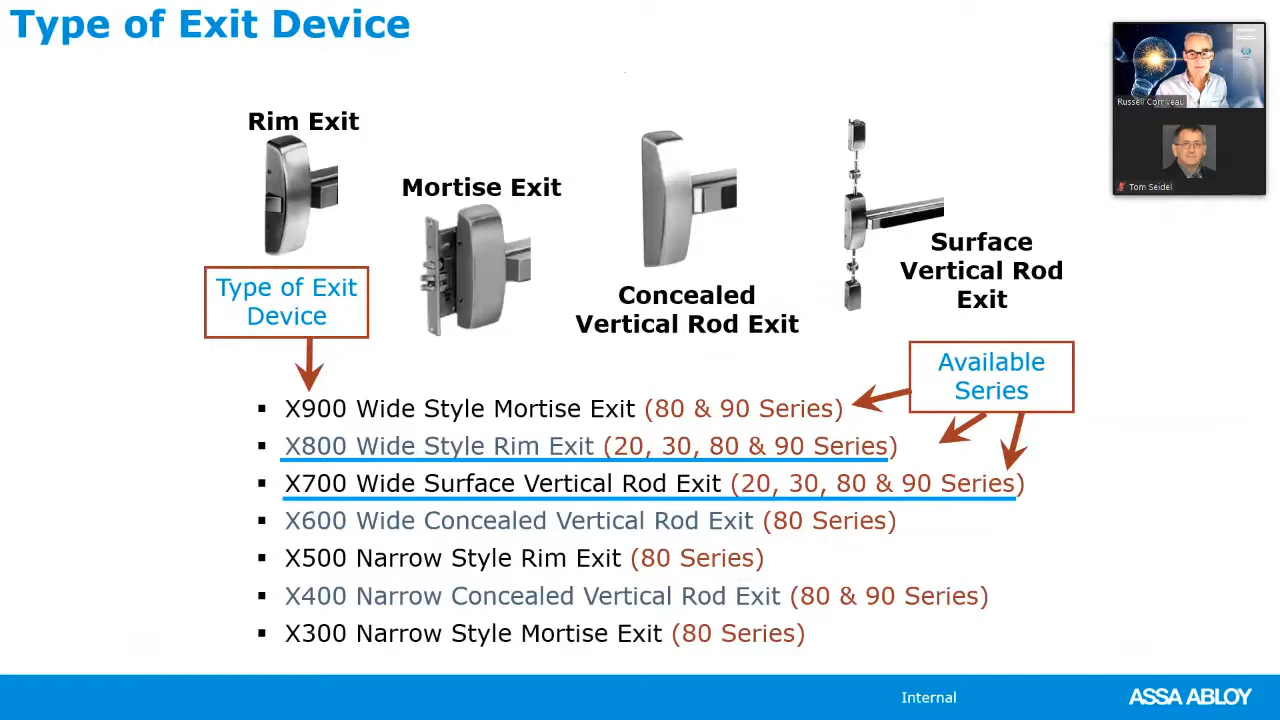 Type of Exit Device
Russell Corriveau
Tom Seidel
Rim Exit
Mortise Exit
Concealed
Vertical Rod Exit
Surface
Vertical Rod
Exit
Type of Exit
Device
Available
Series
▪ X900 Wide Style Mortise Exit (80 & 90 Series)
▪ X800 Wide Style Rim Exit (20, 30, 80 & 90 Series)
▪ X700 Wide Surface Vertical Rod Exit (20, 30, 80 & 90 Series)
▪ X600 Wide Concealed Vertical Rod Exit (80 Series)
▪ X500 Narrow Style Rim Exit (80 Series)
▪ X400 Narrow Concealed Vertical Rod Exit (80 & 90 Series)
▪ X300 Narrow Style Mortise Exit (80 Series)
Internal
ASSA ABLOY